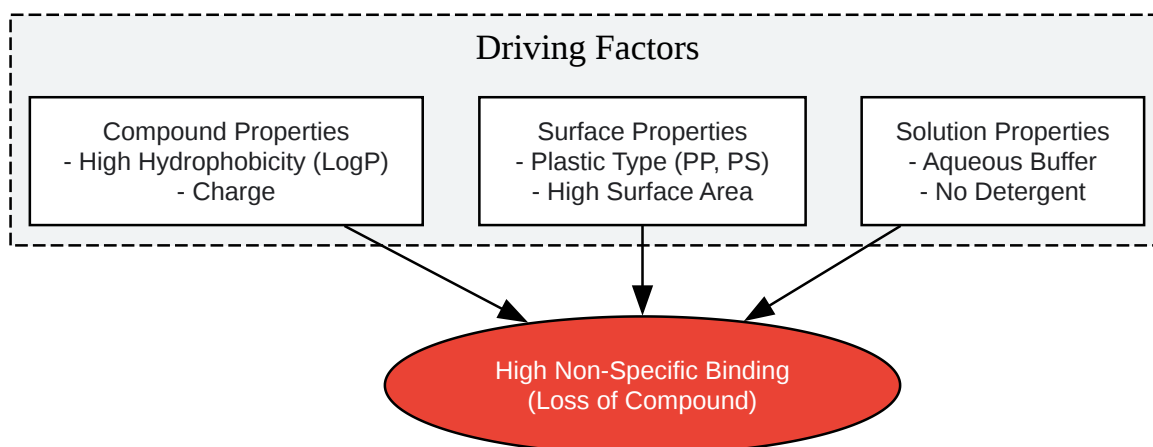 Driving Factors
Compound Properties
- High Hydrophobicity (LogP)
- Charge
Surface Properties
- Plastic Type (PP, PS)
- High Surface Area
Solution Properties
- Aqueous Buffer
- No Detergent
High Non-Specific Binding
(Loss of Compound)